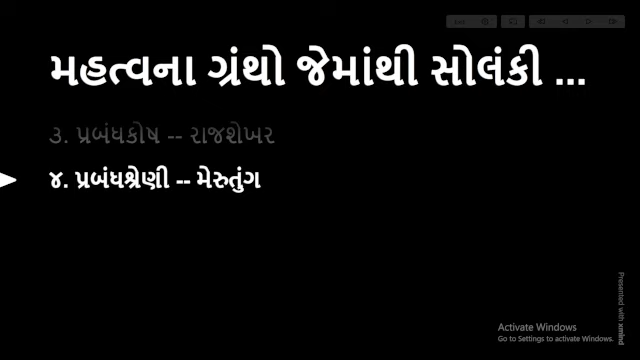 મહત્વના ગ્રંથો જેમાંથી સોલંકી ...
૩. પ્રબંધકોષ -- રાજશેખર
૪. પ્રબંધશ્રેણી -- મેરુતુંગ
Presented with xmind
Activate Windows
Go to Settings to activate Windows.